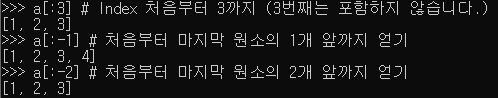 >>> a[:3] # Index 처음부터 3까지 (3번째는 포함하지 않습니다.)
[1, 2, 3]
>>> a[:-1] # 처음부터 마지막 원소의 1개 앞까지 얻기
[1, 2, 3, 4]
>>> a[:-2] # 처음부터 마지막 원소의 2개 앞까지 얻기
[1, 2, 3]